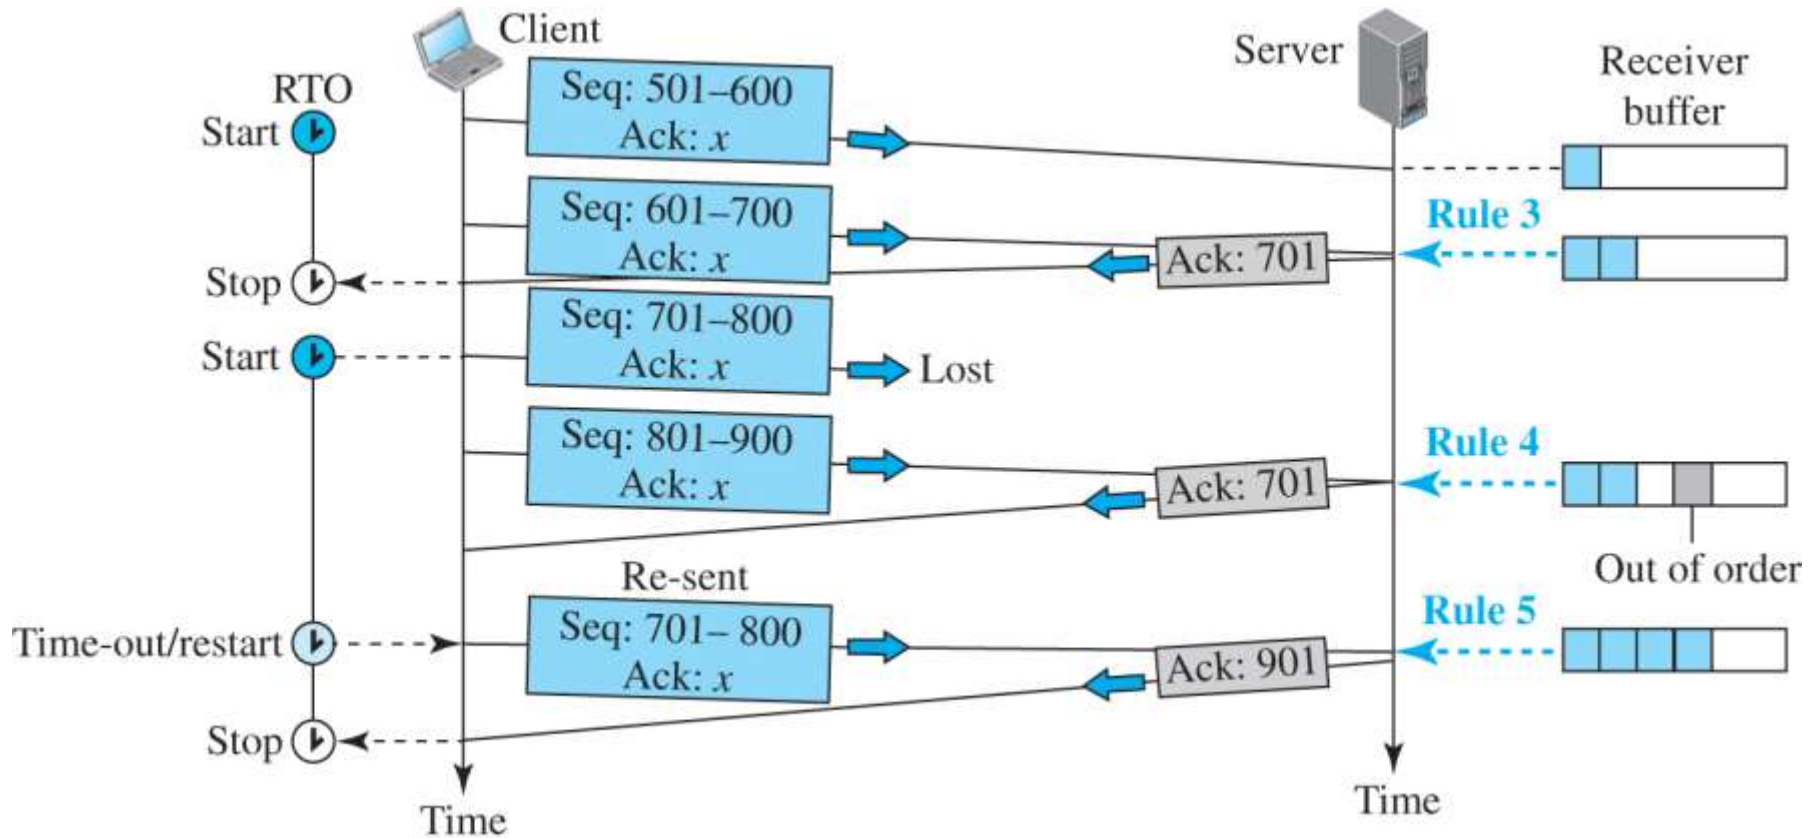 Client
Server
Receiver
buffer
RTO
Start
Seq: 501–600
Ack: x
Seq: 601–700
Ack: x
Rule 3
Ack: 701
Stop
Seq: 701–800
Ack: x
Start
Lost
Seq: 801–900
Ack: x
Rule 4
Ack: 701
Out of order
Re-sent
Time-out/restart
Seq: 701– 800
Ack: x
Rule 5
Ack: 901
Stop
Time
Time